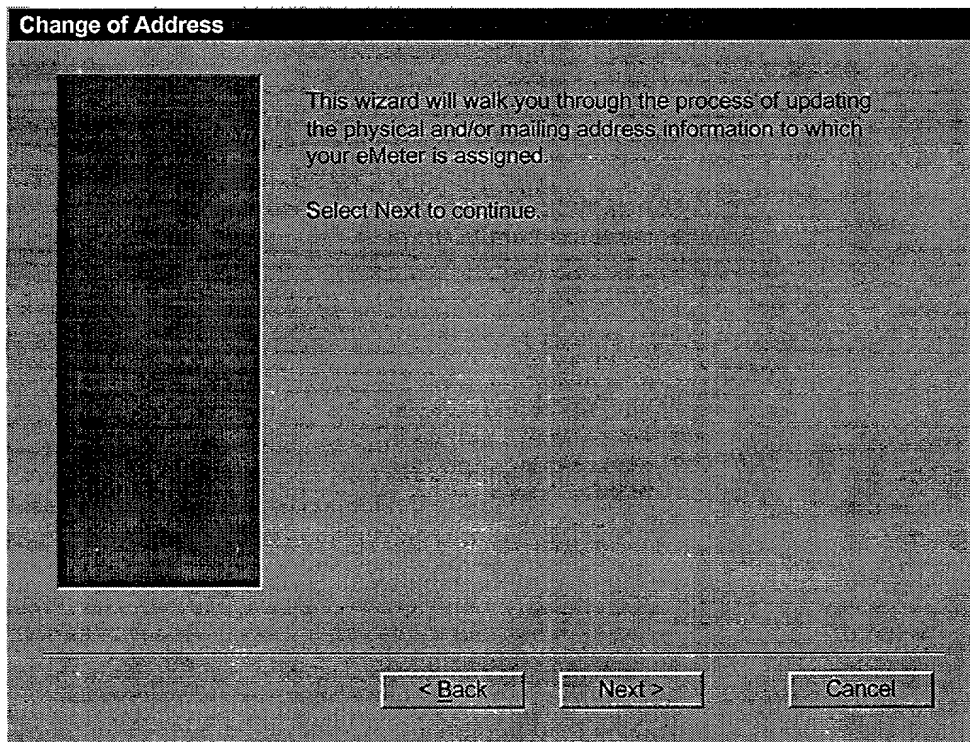 Change of Address
This wizard will walk you through the process of updating
the physical and/or mailing address information to which
your eMeter is assigned.
Select Next to continue.
< Back Next > Cancel